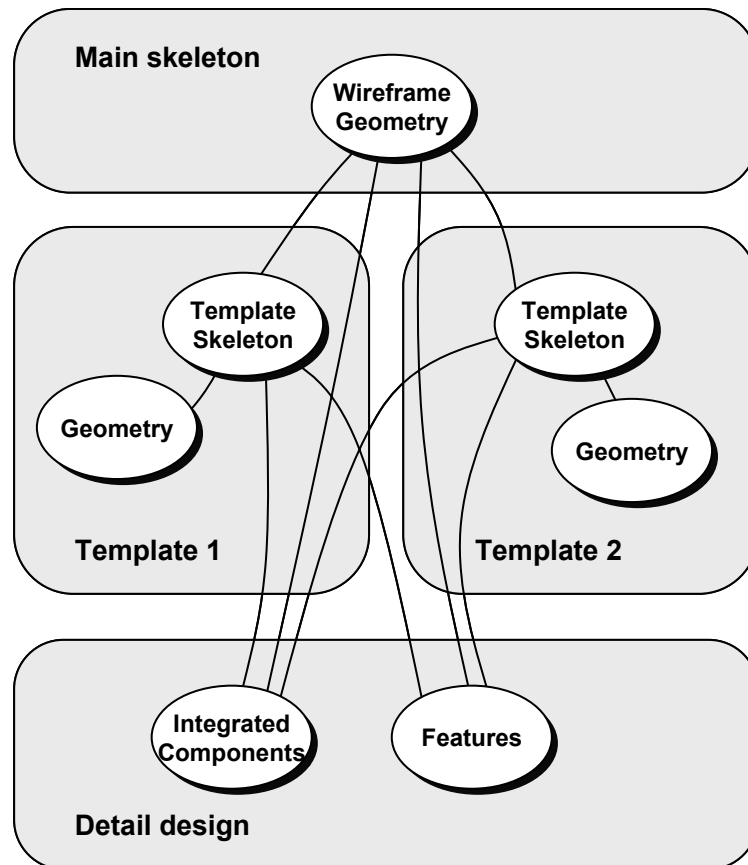 Main skeleton
Wireframe
Geometry
Template
Skeleton
Geometry
Template 1
Template
Skeleton
Geometry
Template 2
Integrated
Components
Features
Detail design